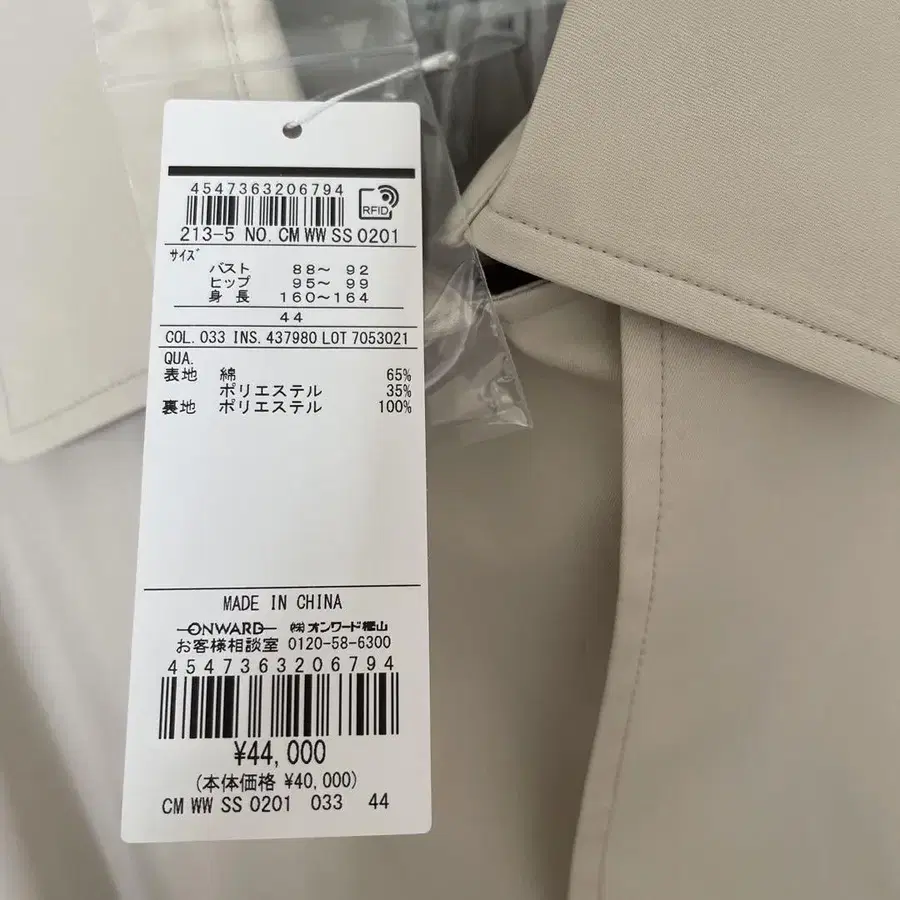 4547363206794
RFID
213-5 NO. CM WW SS 0201
サイズ
バスト 88～ 92
ヒップ 95～ 99
身長 160～164
44
COL. 033 INS. 437980 LOT 7053021
QUA.
表地 綿 65%
ポリエステル 35%
裏地 ポリエステル 100%
MADE IN CHINA
ONWARD ㈱オンワード樫山
お客様相談室 0120-58-6300
4547363206794
¥44,000
(本体価格 ¥40,000)
CM WW SS 0201 033 44